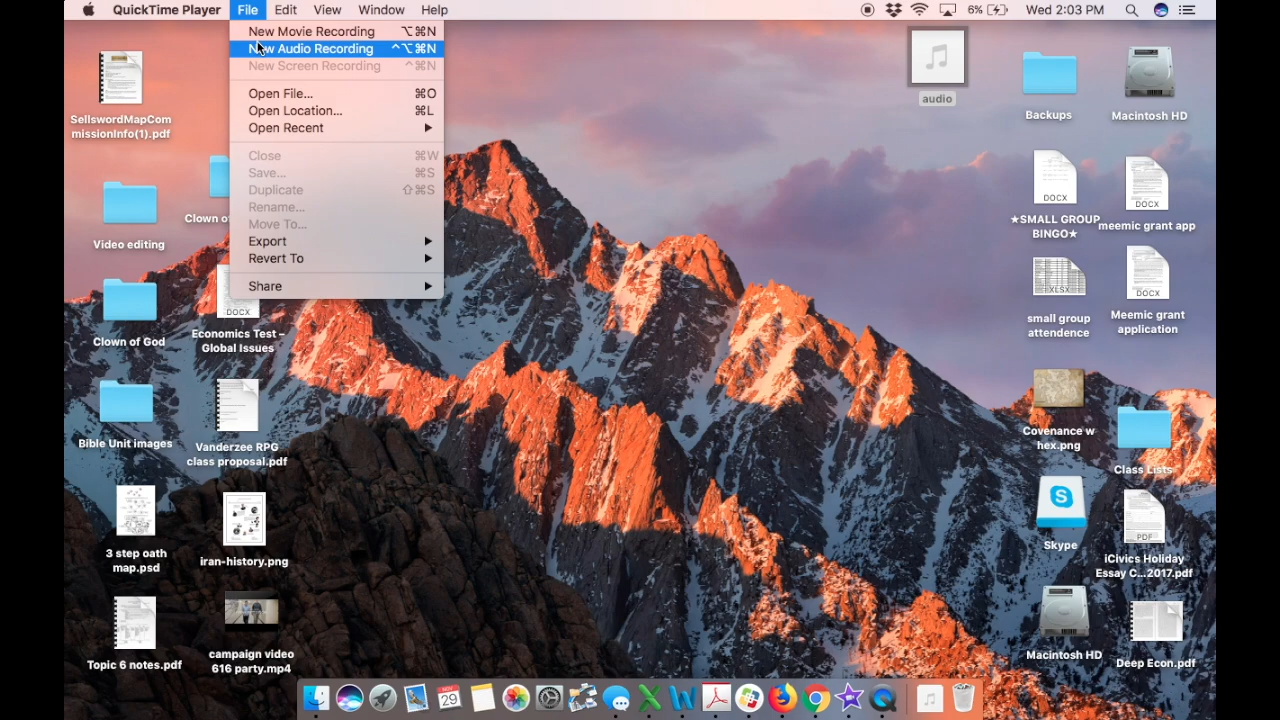 QuickTime Player File Edit View Window Help 6% Wed 2:03 PM
New Movie Recording ⌥⌘N
New Audio Recording ^⌥⌘N
New Screen Recording ^⌘N
Open File... ⌘O
Open Location... ⌘L
Open Recent
Close ⌘W
Save... ⌘S
Duplicate ⇧⌘S
Rename...
Move To...
Export
Revert To
Share
SellswordMapCom
missionInfo(1).pdf
Video editing
Clown of
Clown of God
DOCX
Economics Test –
Global Issues
Bible Unit images
Vanderzee RPG
class proposal.pdf
3 step oath
map.psd
iran-history.png
Topic 6 notes.pdf
campaign video
616 party.mp4
audio
Backups
Macintosh HD
DOCX
★SMALL GROUP
BINGO★
DOCX
meemic grant app
XLSX
small group
attendence
DOCX
Meemic grant
application
Covenance w
hex.png
Class Lists
Skype
PDF
iCivics Holiday
Essay C...2017.pdf
Macintosh HD
Deep Econ.pdf
NOV
29